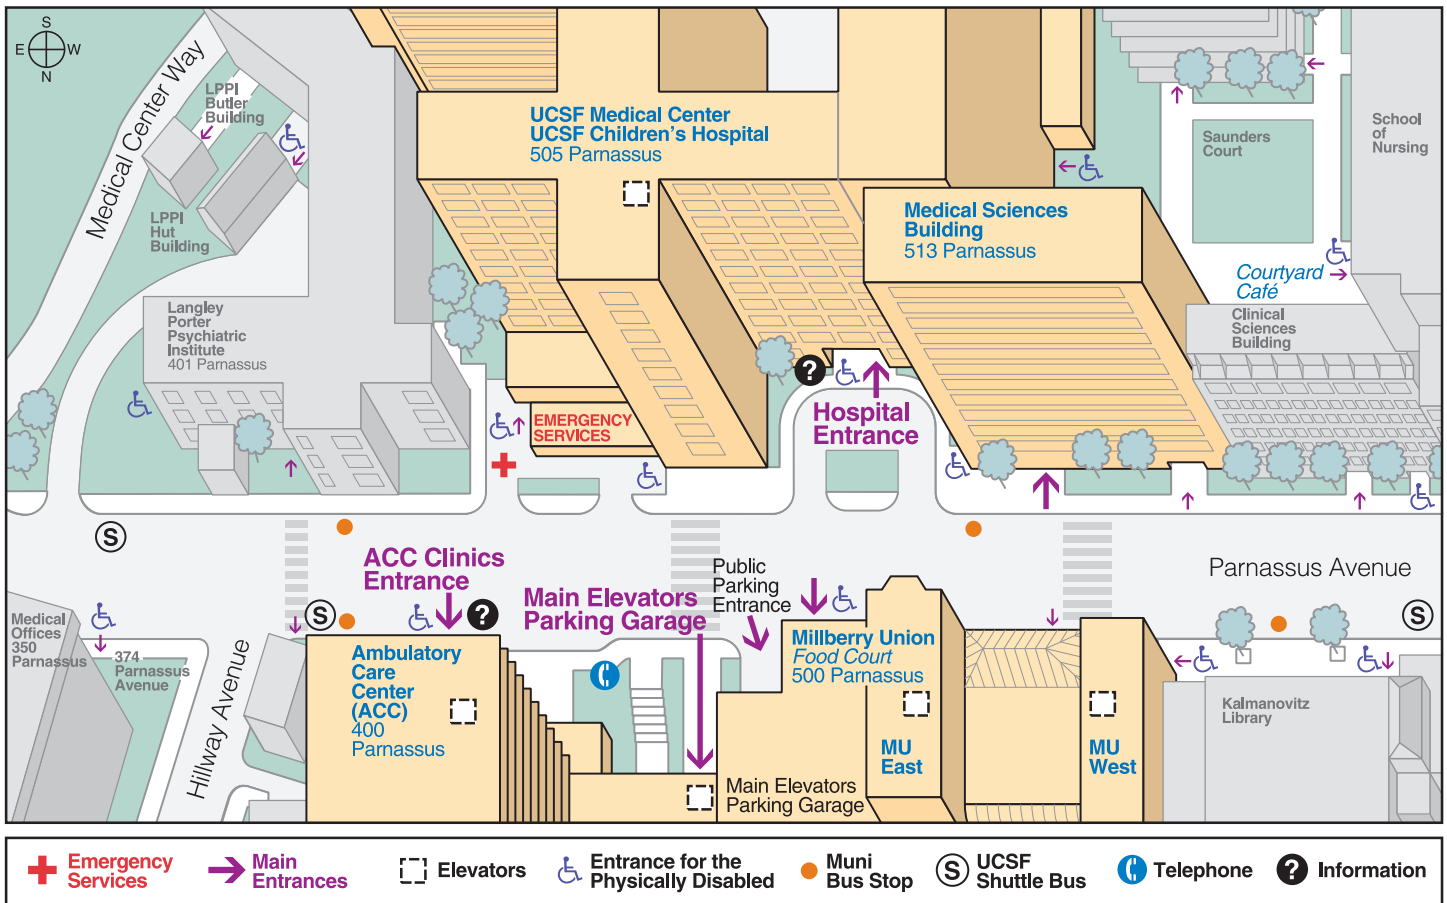 S
E
W
N
Medical Center Way
LPPI
Butler
Building
LPPI
Hut
Building
Langley
Porter
Psychiatric
Institute
401 Parnassus
UCSF Medical Center
UCSF Children's Hospital
505 Parnassus
Medical Sciences
Building
513 Parnassus
Saunders
Court
School
of
Nursing
Courtyard
Café
Clinical
Sciences
Building
EMERGENCY
SERVICES
?
Hospital
Entrance
S
ACC Clinics
Entrance
S
?
Main Elevators
Parking Garage
Public
Parking
Entrance
Parnassus Avenue
S
Medical
Offices
350
Parnassus
374
Parnassus
Avenue
Hillway Avenue
Ambulatory
Care
Center
(ACC)
400
Parnassus
Millberry Union
Food Court
500 Parnassus
MU
East
MU
West
Main Elevators
Parking Garage
Kalmanovitz
Library
Emergency
Services
Main
Entrances
Elevators
Entrance for the
Physically Disabled
Muni
Bus Stop
S
UCSF
Shuttle Bus
Telephone
?
Information